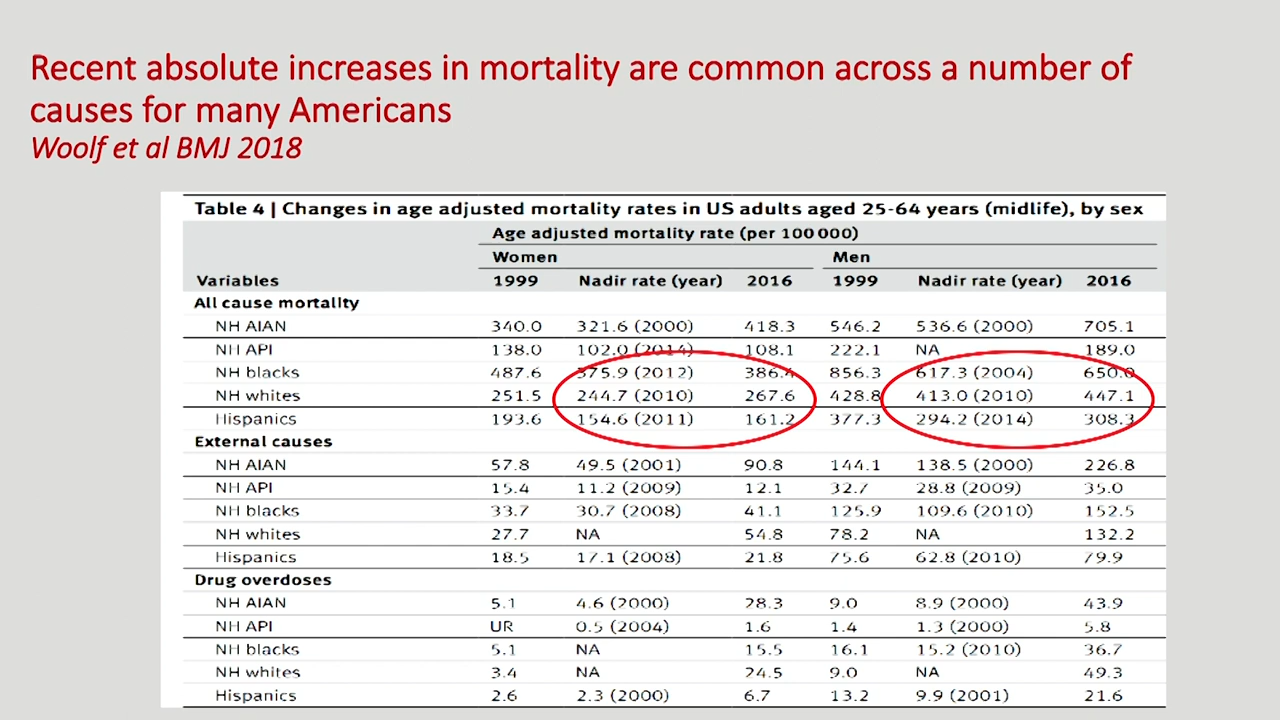 Recent absolute increases in mortality are common across a number of
causes for many Americans
Woolf et al BMJ 2018
Table 4 | Changes in age adjusted mortality rates in US adults aged 25-64 years (midlife), by sex
Age adjusted mortality rate (per 100 000)
Women Men
Variables 1999 Nadir rate (year) 2016 1999 Nadir rate (year) 2016
All cause mortality
NH AIAN 340.0 321.6 (2000) 418.3 546.2 536.6 (2000) 705.1
NH API 138.0 102.0 (2014) 108.1 222.1 NA 189.0
NH blacks 487.6 375.9 (2012) 386.4 856.3 617.3 (2004) 650.0
NH whites 251.5 244.7 (2010) 267.6 428.8 413.0 (2010) 447.1
Hispanics 193.6 154.6 (2011) 161.2 377.3 294.2 (2014) 308.3
External causes
NH AIAN 57.8 49.5 (2001) 90.8 144.1 138.5 (2000) 226.8
NH API 15.4 11.2 (2009) 12.1 32.7 28.8 (2009) 35.0
NH blacks 33.7 30.7 (2008) 41.1 125.9 109.6 (2010) 152.5
NH whites 27.7 NA 54.8 78.2 NA 132.2
Hispanics 18.5 17.1 (2008) 21.8 75.6 62.8 (2010) 79.9
Drug overdoses
NH AIAN 5.1 4.6 (2000) 28.3 9.0 8.9 (2000) 43.9
NH API UR 0.5 (2004) 1.6 1.4 1.3 (2000) 5.8
NH blacks 5.1 NA 15.5 16.1 15.2 (2010) 36.7
NH whites 3.4 NA 24.5 9.0 NA 49.3
Hispanics 2.6 2.3 (2000) 6.7 13.2 9.9 (2001) 21.6